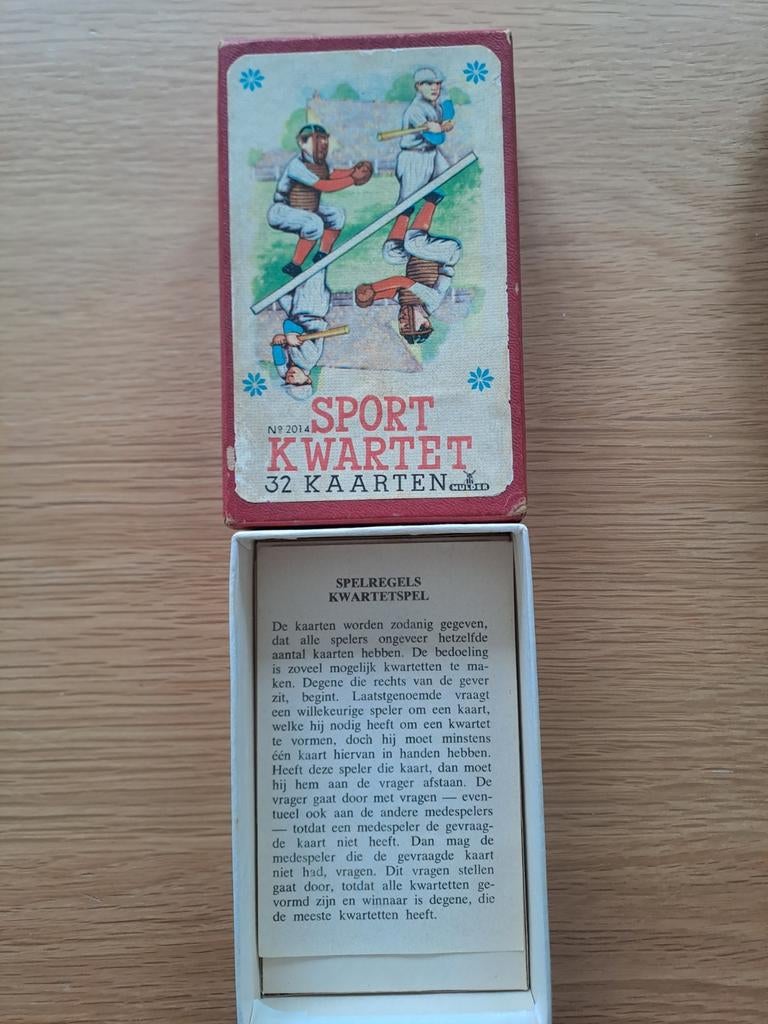 Nº 2014 SPORT
KWARTET
32 KAARTEN MULDER
SPELREGELS
KWARTETSPEL
De kaarten worden zodanig gegeven,
dat alle spelers ongeveer hetzelfde
aantal kaarten hebben. De bedoeling
is zoveel mogelijk kwartetten te ma-
ken. Degene die rechts van de gever
zit, begint. Laatstgenoemde vraagt
een willekeurige speler om een kaart,
welke hij nodig heeft om een kwartet
te vormen, doch hij moet minstens
één kaart hiervan in handen hebben.
Heeft deze speler die kaart, dan moet
hij hem aan de vrager afstaan. De
vrager gaat door met vragen — even-
tueel ook aan de andere medespelers
— totdat een medespeler de gevraag-
de kaart niet heeft. Dan mag de
medespeler die de gevraagde kaart
niet had, vragen. Dit vragen stellen
gaat door, totdat alle kwartetten ge-
vormd zijn en winnaar is degene, die
de meeste kwartetten heeft.